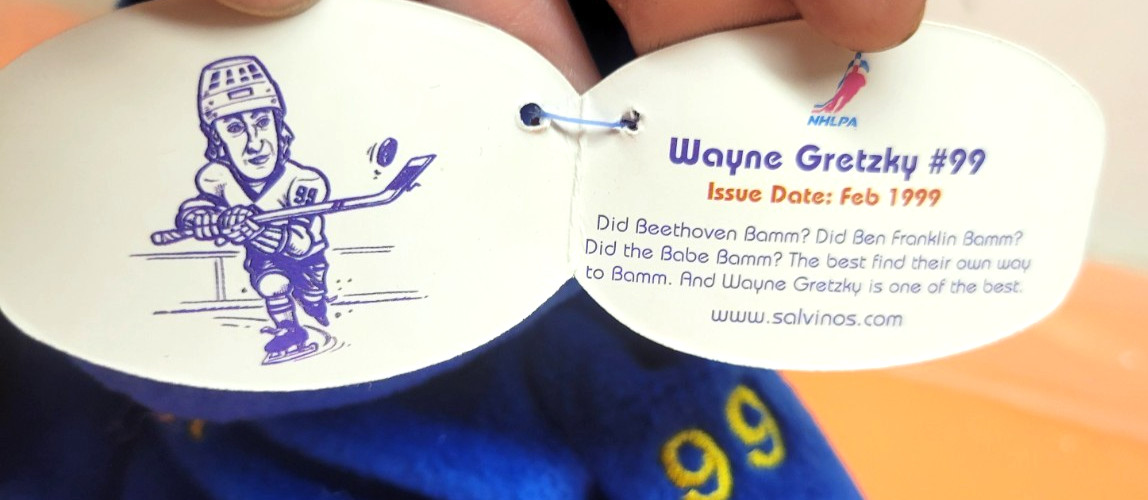 99
NHLPA
Wayne Gretzky #99
Issue Date: Feb 1999
Did Beethoven Bamm? Did Ben Franklin Bamm?
Did the Babe Bamm? The best find their own way
to Bamm. And Wayne Gretzky is one of the best.
www.salvinos.com
99